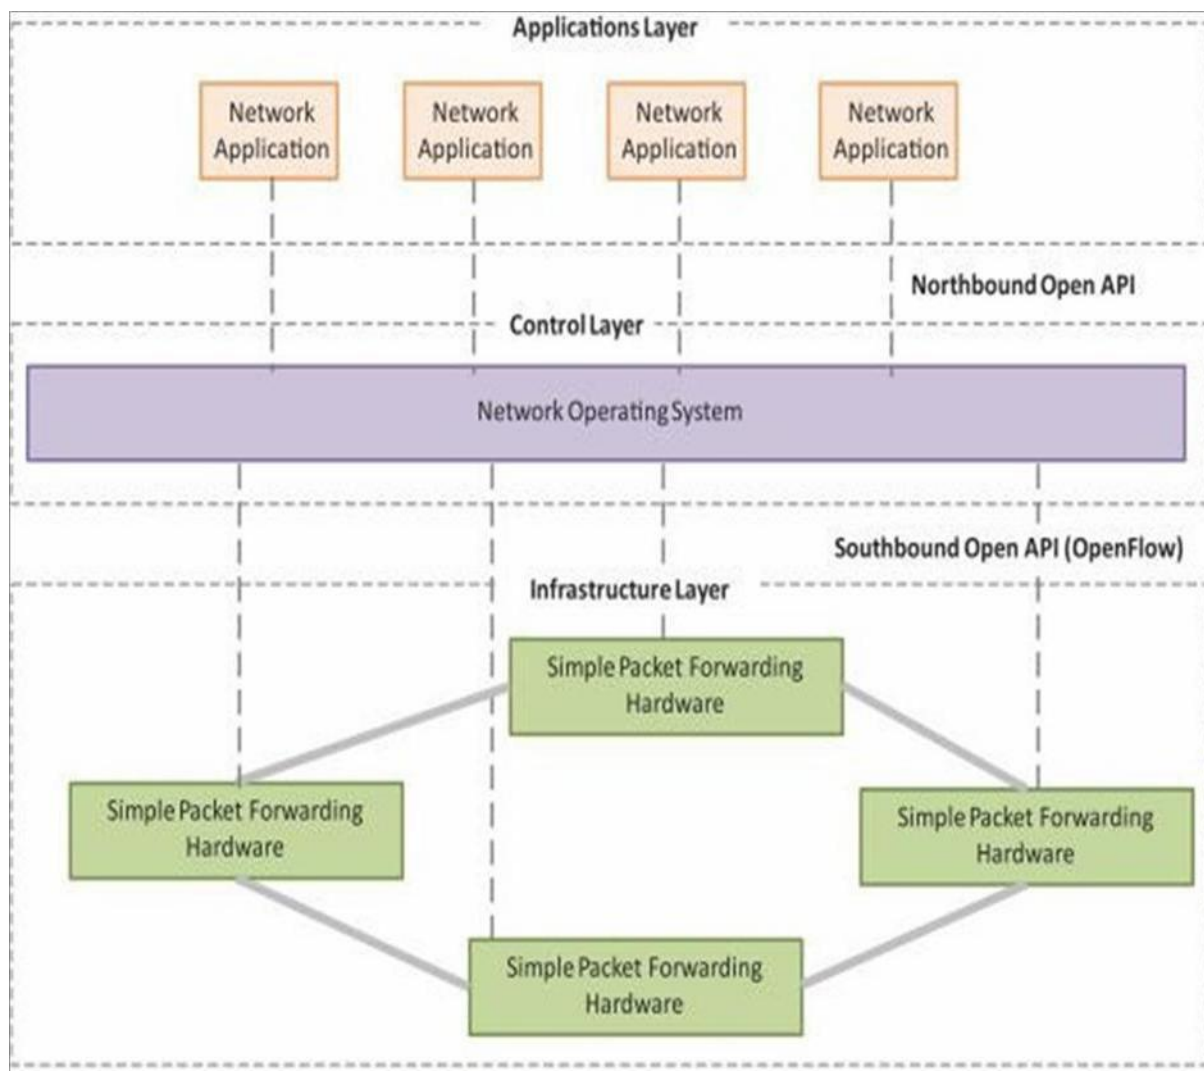 Applications Layer
Network
Application
Network
Application
Network
Application
Network
Application
Northbound Open API
Control Layer
Network Operating System
Southbound Open API (OpenFlow)
Infrastructure Layer
Simple Packet Forwarding
Hardware
Simple Packet Forwarding
Hardware
Simple Packet Forwarding
Hardware
Simple Packet Forwarding
Hardware